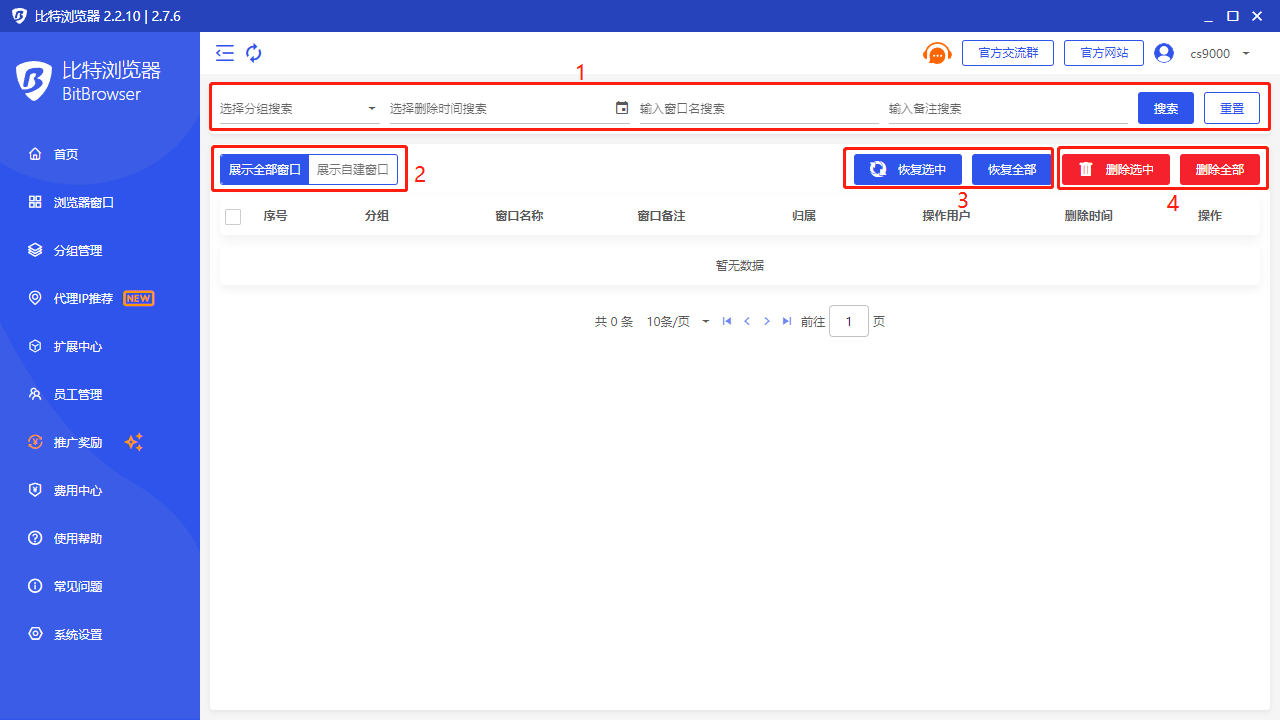 比特浏览器 2.2.10 | 2.7.6
比特浏览器
BitBrowser
首页
浏览器窗口
分组管理
代理IP推荐 NEW
扩展中心
员工管理
推广奖励
费用中心
使用帮助
常见问题
系统设置
官方交流群 官方网站 cs9000
1
选择分组搜索 选择删除时间搜索 输入窗口名搜索 输入备注搜索 搜索 重置
展示全部窗口 展示自建窗口 2 恢复选中 恢复全部 删除选中 删除全部
3 4
序号 分组 窗口名称 窗口备注 归属 操作用户 删除时间 操作
暂无数据
共 0 条 10条/页 前往 1 页